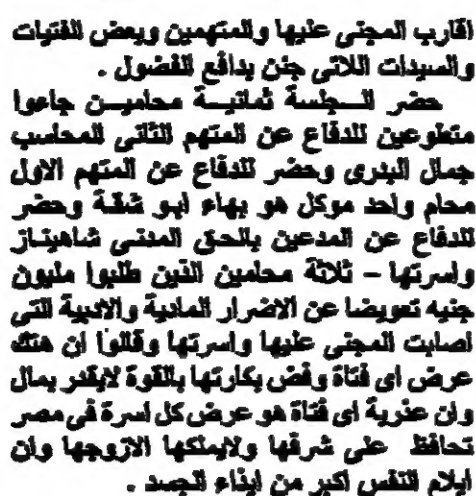 اقارب المجنى عليها والمتهمين وبعض الفتيات
والسيدات اللاتى جئن بدافع الفضول .
حضر الـــجلسة ثمانيـــة محاميـــن جاءوا
متطوعين للدفاع عن المتهم الثانى المحاسب
جمال البدرى وحضر للدفاع عن المتهم الاول
محام واحد موكل هو بهاء ابو شقة وحضر
للدفاع عن المدعين بالحق المدنى شاهيناز
واسرتها - ثلاثة محامين الذين طلبوا مليون
جنيه تعويضا عن الاضرار المادية والادبية التى
اصابت المجنى عليها واسرتها وقالوا ان هتك
عرض اى فتاة وفض بكارتها بالقوة لايقدر بمال
وان عذرية اى فتاة هو عرض كل اسرة فى مصر
تحافظ على شرفها ولايملكها الازوجها وان
ايلام النفس اكبر من ايذاء الجسد .